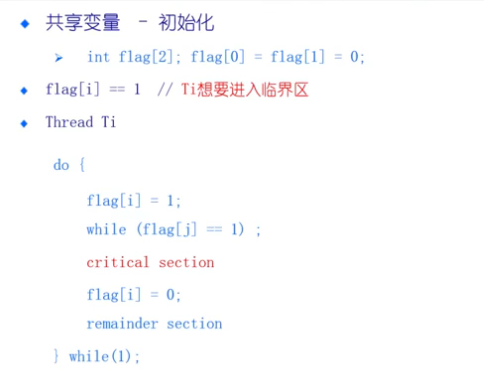 共享变量 - 初始化
int flag[2]; flag[0] = flag[1] = 0;
flag[i] == 1 // Ti想要进入临界区
Thread Ti
do {
flag[i] = 1;
while (flag[j] == 1) ;
critical section
flag[i] = 0;
remainder section
} while(1);